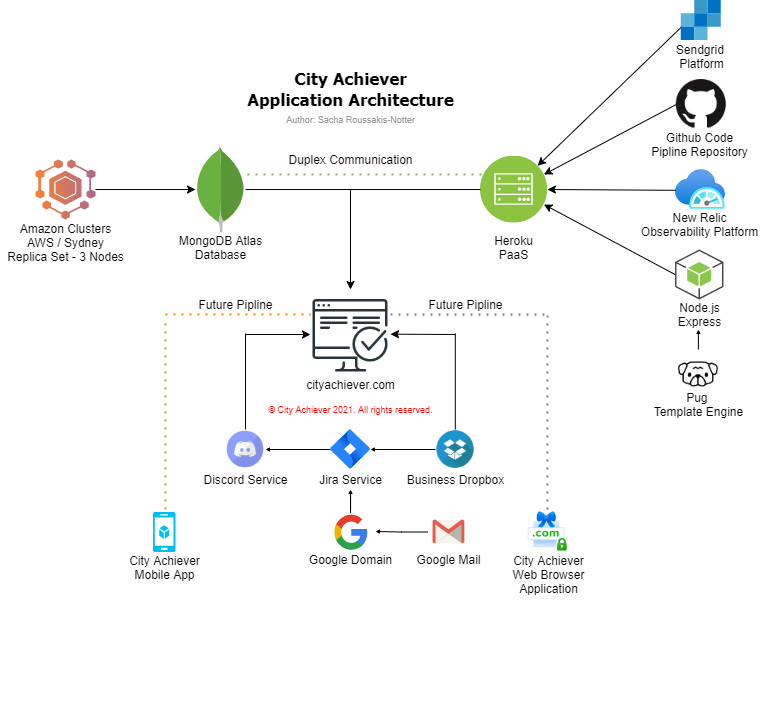 Sendgrid
Platform
City Achiever
Application Architecture
Author: Sacha Roussakis-Notter
Github Code
Pipline Repository
Duplex Communication
Amazon Clusters
AWS / Sydney
Replica Set - 3 Nodes
MongoDB Atlas
Database
Heroku
PaaS
New Relic
Observability Platform
Future Pipline
Future Pipline
Node.js
Express
cityachiever.com
Pug
Template Engine
© City Achiever 2021. All rights reserved.
Discord Service
Jira Service
Business Dropbox
.com
City Achiever
Mobile App
Google Domain
Google Mail
City Achiever
Web Browser
Application